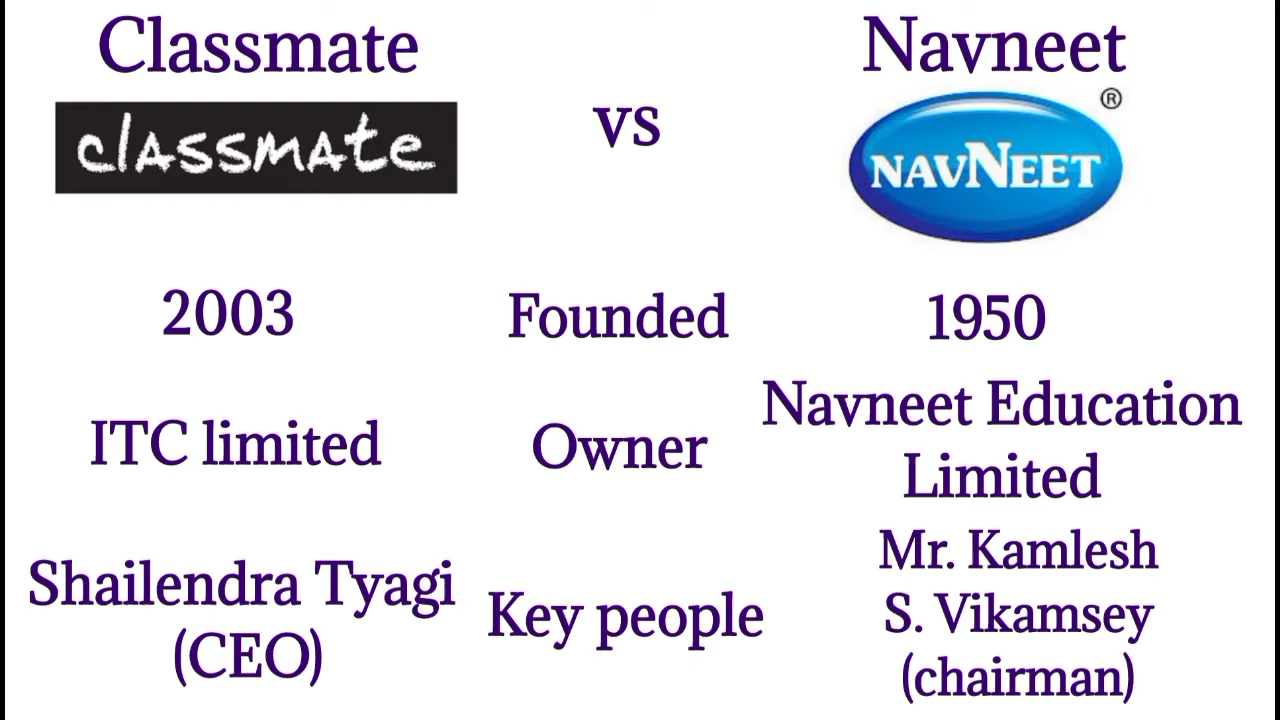 Classmate
Navneet
classmate
vs
NAVNEET®
2003
Founded
1950
ITC limited
Owner
Navneet Education
Limited
Shailendra Tyagi
(CEO)
Key people
Mr. Kamlesh
S. Vikamsey
(chairman)